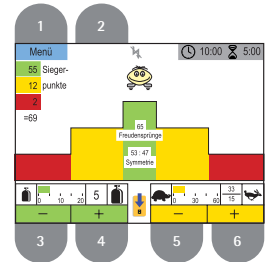 1
2
Menü
10:00
5:00
55 Sieger-
12 punkte
2
=69
65
Freudensprünge
53 : 47
Symmetrie
0 10 20
5
B
0 30 60
33
15
−
+
−
+
3
4
5
6